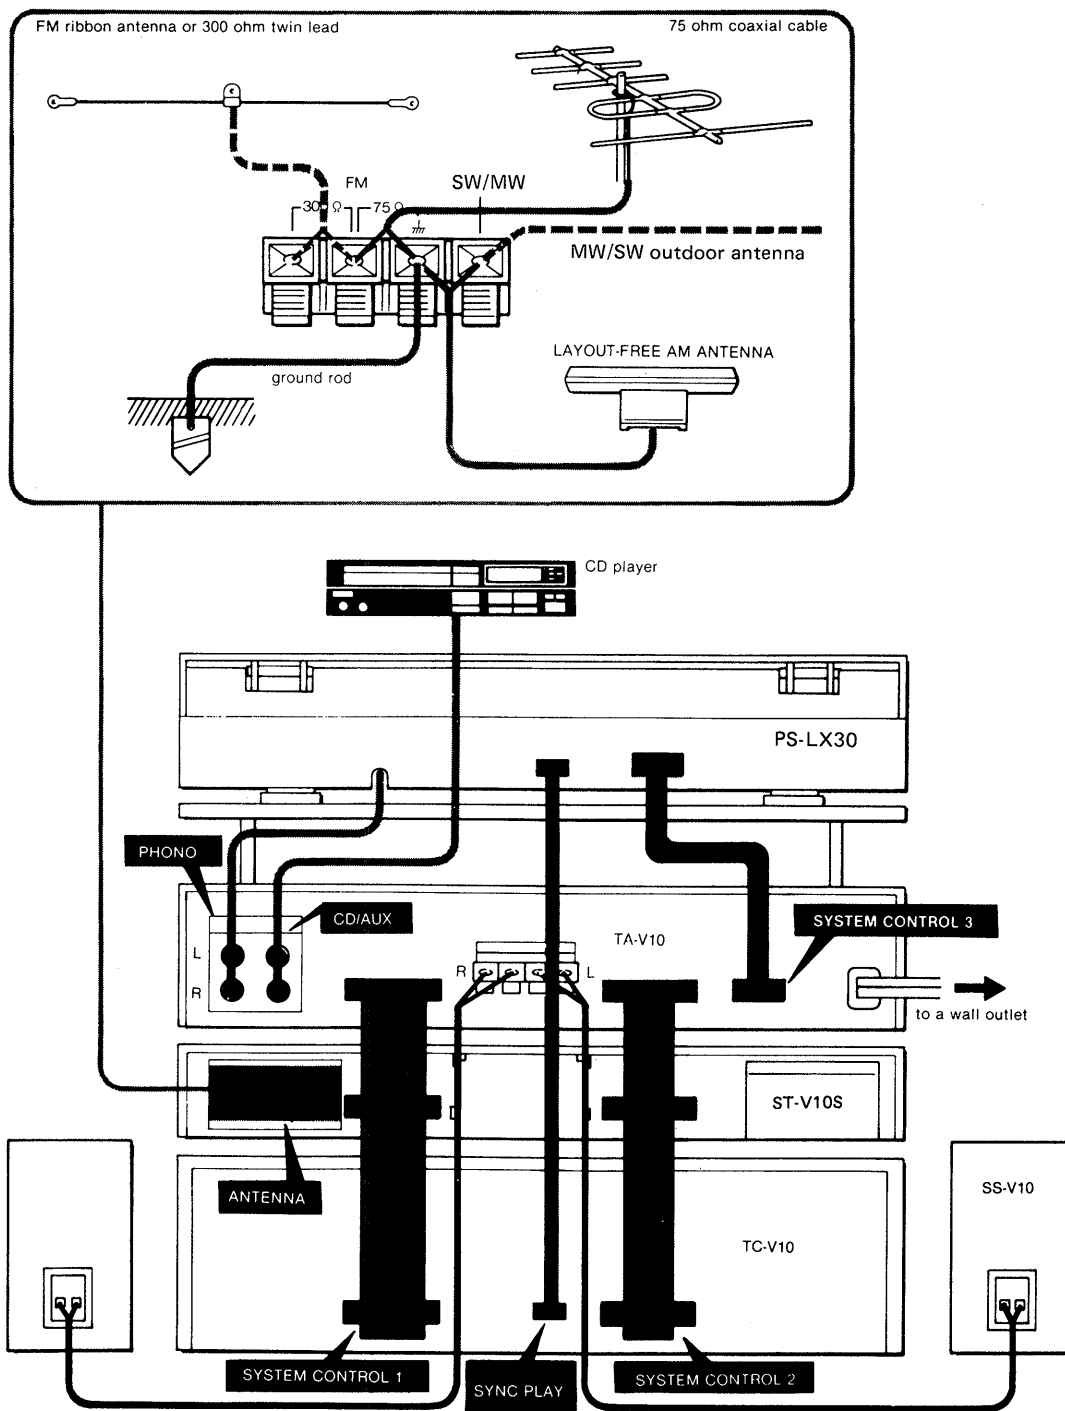 FM ribbon antenna or 300 ohm twin lead
75 ohm coaxial cable
FM
SW/MW
300 Ω
75 Ω
MW/SW outdoor antenna
LAYOUT-FREE AM ANTENNA
ground rod
CD player
PS-LX30
PHONO
CD/AUX
SYSTEM CONTROL 3
TA-V10
L
R
R
L
to a wall outlet
ST-V10S
ANTENNA
SS-V10
TC-V10
SYSTEM CONTROL 1
SYNC PLAY
SYSTEM CONTROL 2